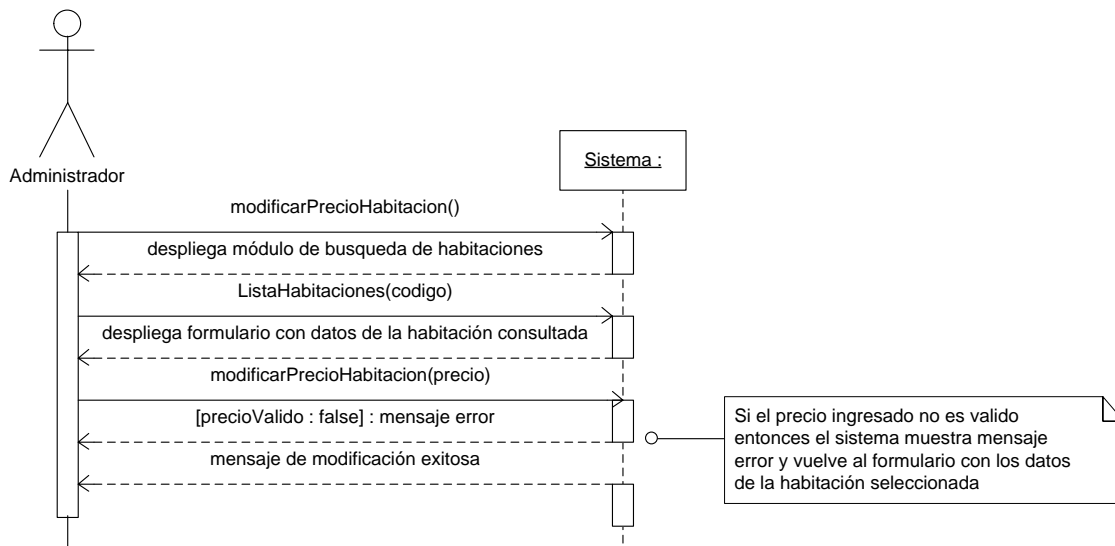 Administrador
Sistema :
modificarPrecioHabitacion()
despliega módulo de busqueda de habitaciones
ListaHabitaciones(codigo)
despliega formulario con datos de la habitación consultada
modificarPrecioHabitacion(precio)
[precioValido : false] : mensaje error
mensaje de modificación exitosa
Si el precio ingresado no es valido
entonces el sistema muestra mensaje
error y vuelve al formulario con los datos
de la habitación seleccionada